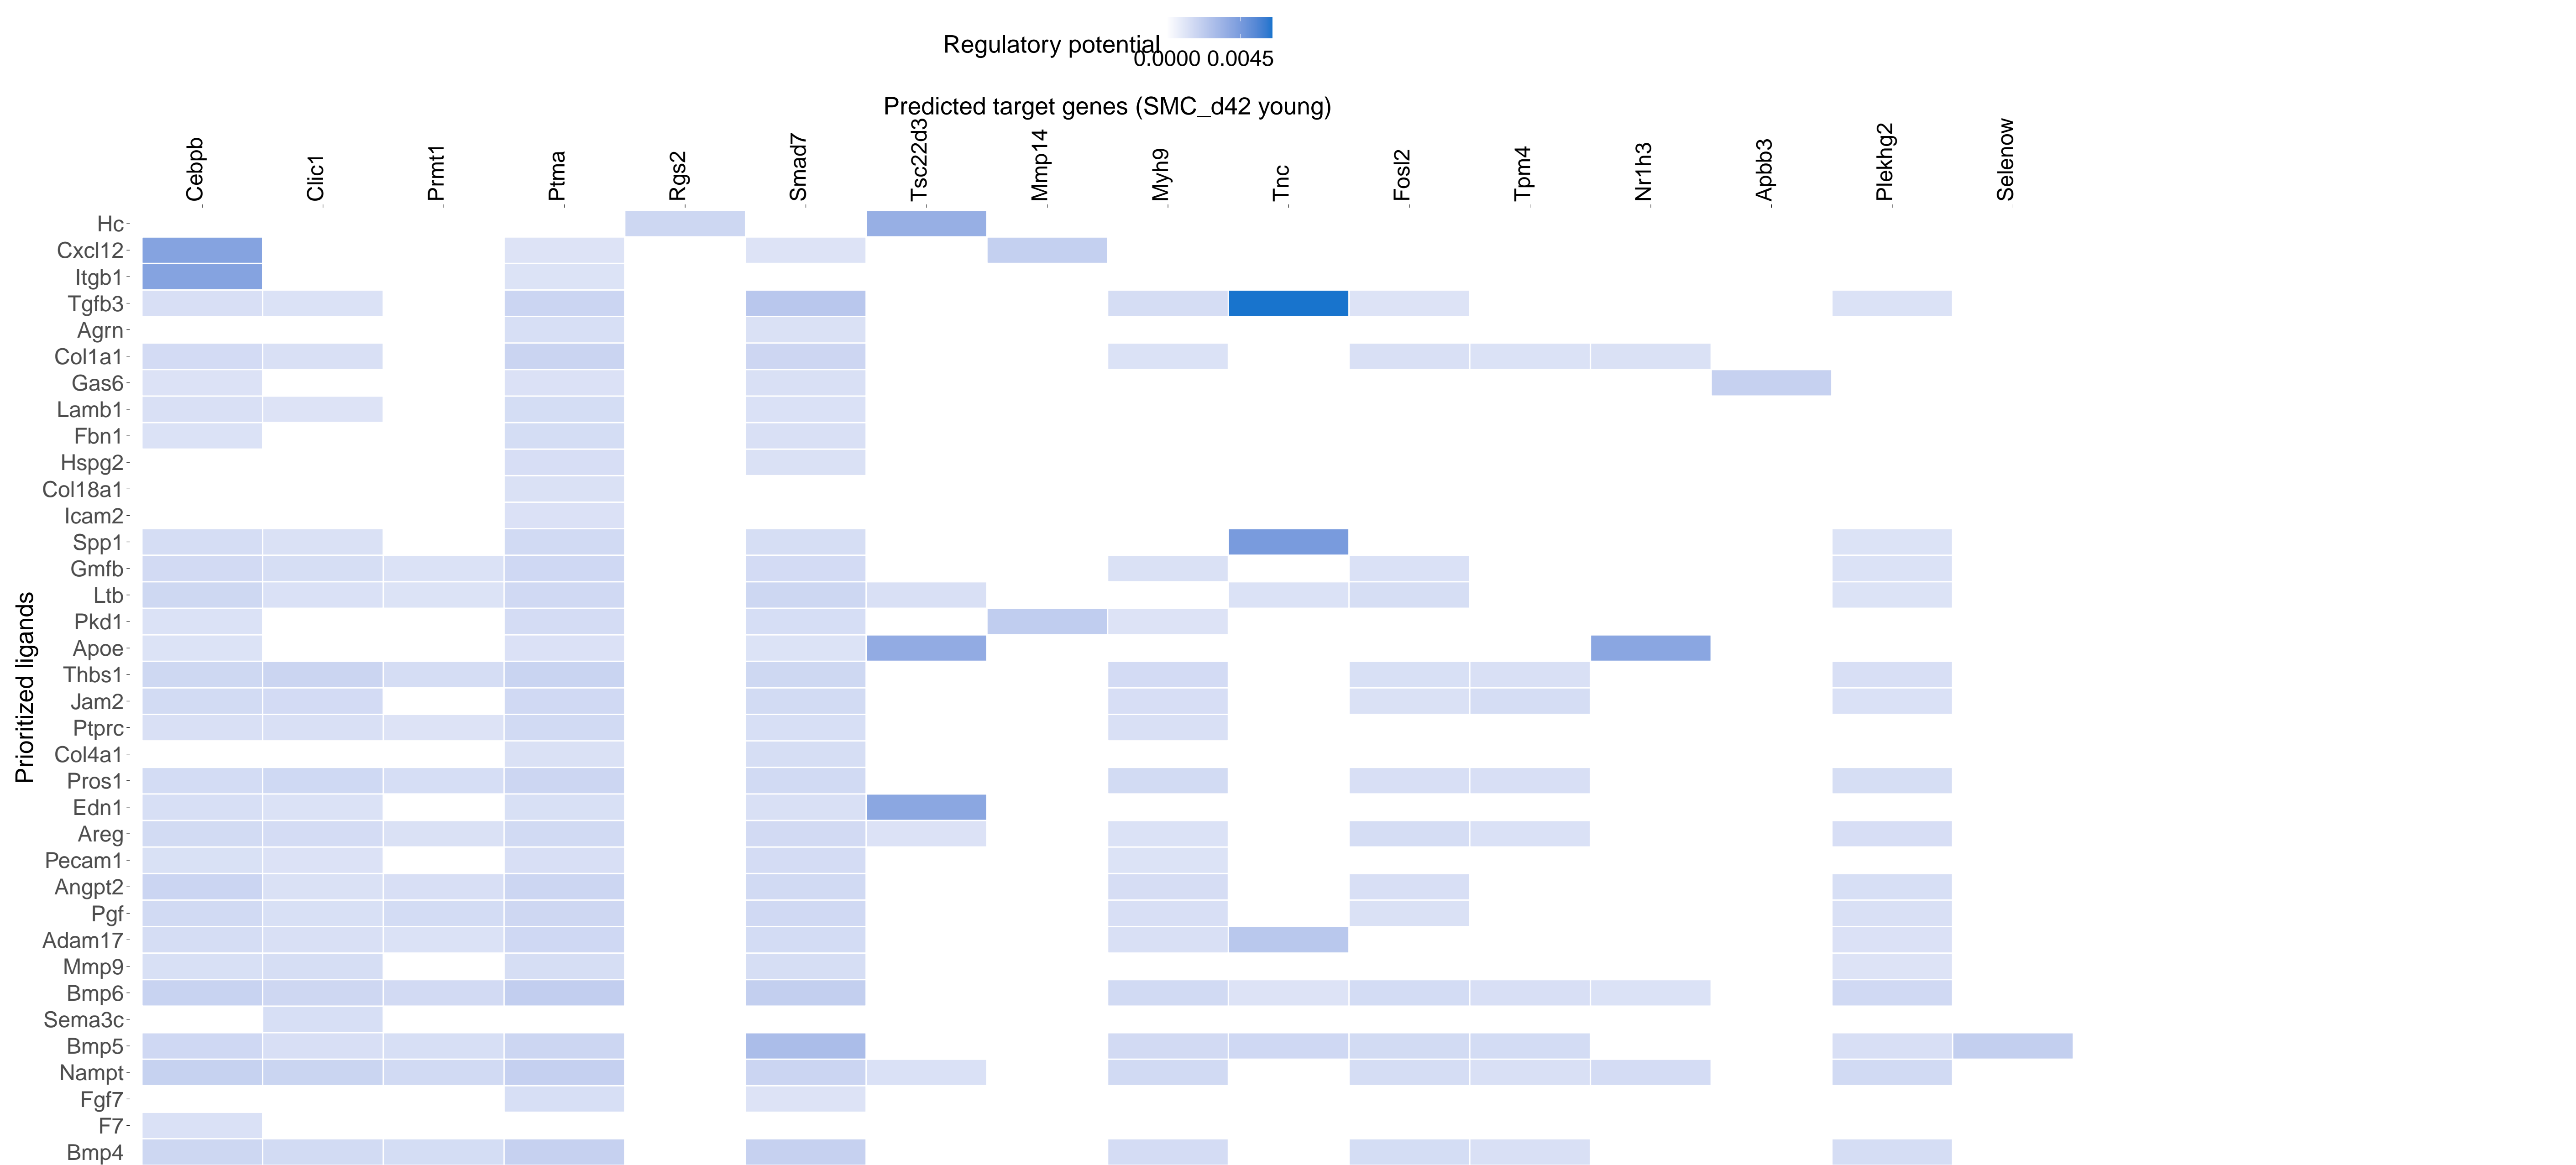 Regulatory potential
0.0000 0.0045
Predicted target genes (SMC_d42 young)
Cebpb
Clic1
Prmt1
Ptma
Rgs2
Smad7
Tsc22d3
Mmp14
Myh9
Tnc
Fosl2
Tpm4
Nr1h3
Apbb3
Plekhg2
Selenow
Prioritized ligands
Hc
Cxcl12
Itgb1
Tgfb3
Agrn
Col1a1
Gas6
Lamb1
Fbn1
Hspg2
Col18a1
Icam2
Spp1
Gmfb
Ltb
Pkd1
Apoe
Thbs1
Jam2
Ptprc
Col4a1
Pros1
Edn1
Areg
Pecam1
Angpt2
Pgf
Adam17
Mmp9
Bmp6
Sema3c
Bmp5
Nampt
Fgf7
F7
Bmp4